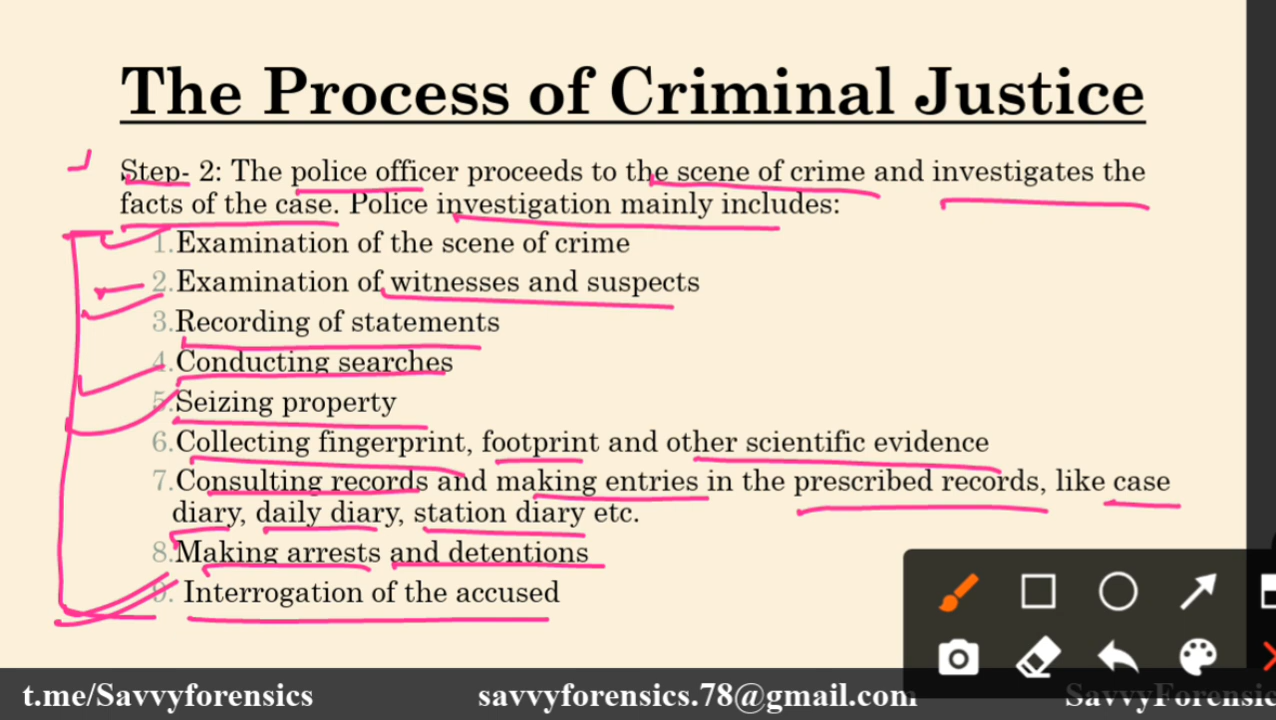 The Process of Criminal Justice
Step- 2: The police officer proceeds to the scene of crime and investigates the
facts of the case. Police investigation mainly includes:
1.Examination of the scene of crime
2.Examination of witnesses and suspects
3.Recording of statements
4.Conducting searches
5.Seizing property
6.Collecting fingerprint, footprint and other scientific evidence
7.Consulting records and making entries in the prescribed records, like case
diary, daily diary, station diary etc.
8.Making arrests and detentions
9. Interrogation of the accused
t.me/Savvyforensics savvyforensics.78@gmail.com SavvyForensic